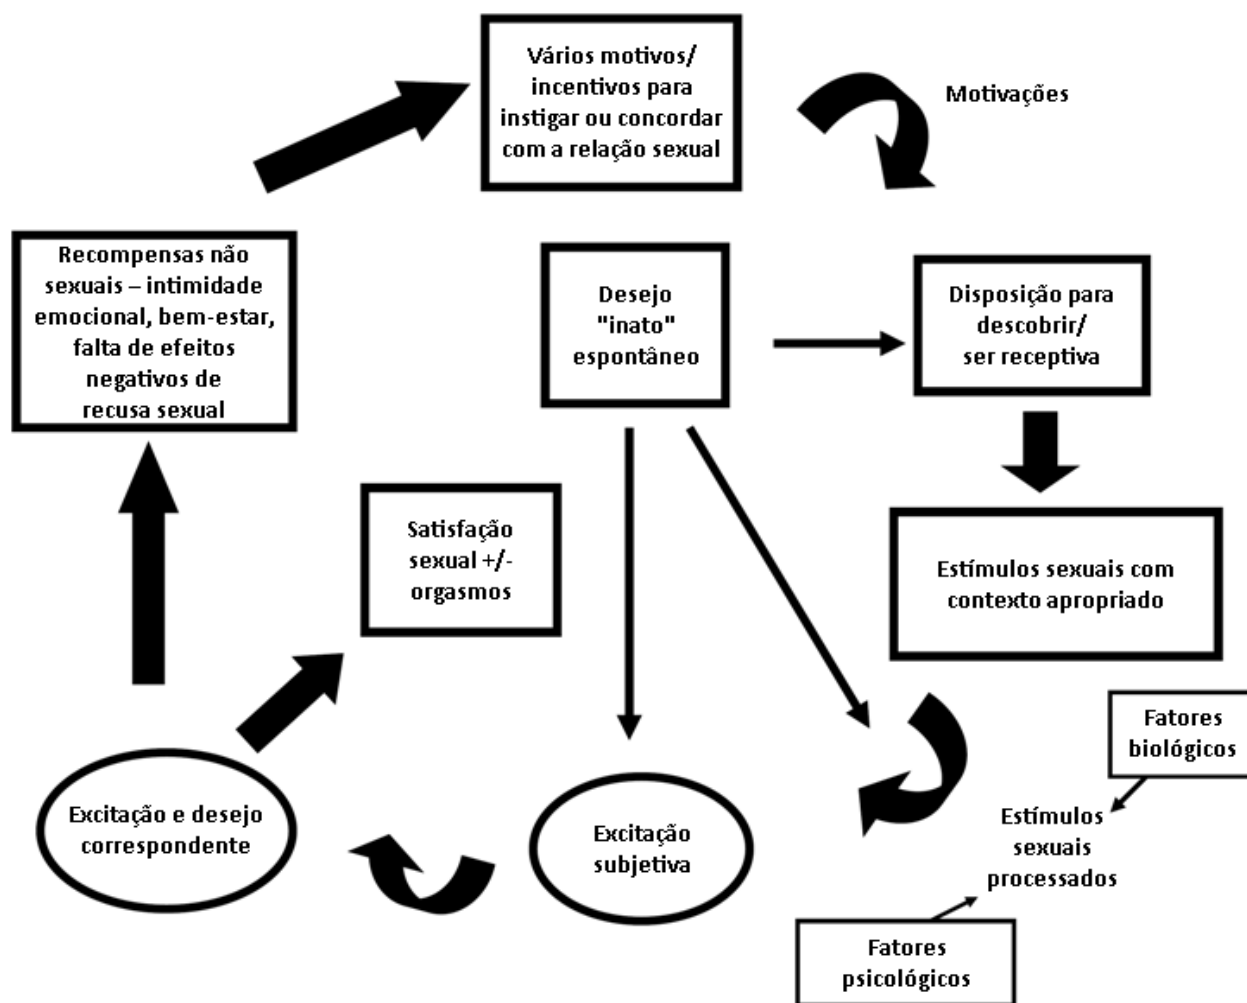 Vários motivos/
incentivos para
instigar ou concordar
com a relação sexual
Motivações
Recompensas não
sexuais – intimidade
emocional, bem-estar,
falta de efeitos
negativos de
recusa sexual
Desejo
"inato"
espontâneo
Disposição para
descobrir/
ser receptiva
Satisfação
sexual +/-
orgasmos
Estímulos sexuais com
contexto apropriado
Fatores
biológicos
Excitação e desejo
correspondente
Excitação
subjetiva
Estímulos
sexuais
processados
Fatores
psicológicos